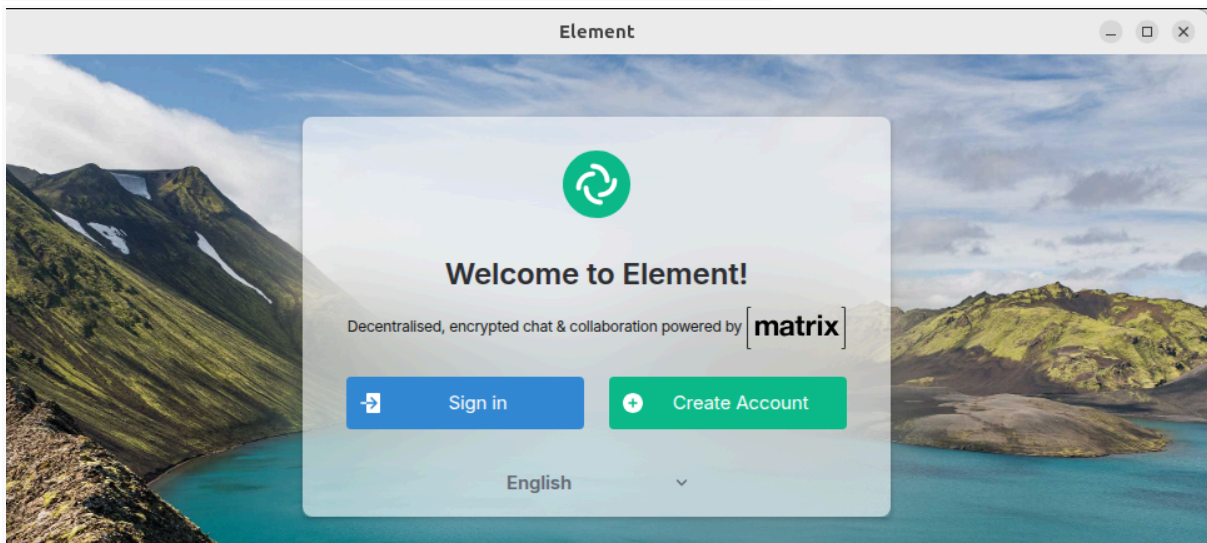 Element
Welcome to Element!
Decentralised, encrypted chat & collaboration powered by [matrix]
Sign in
Create Account
English